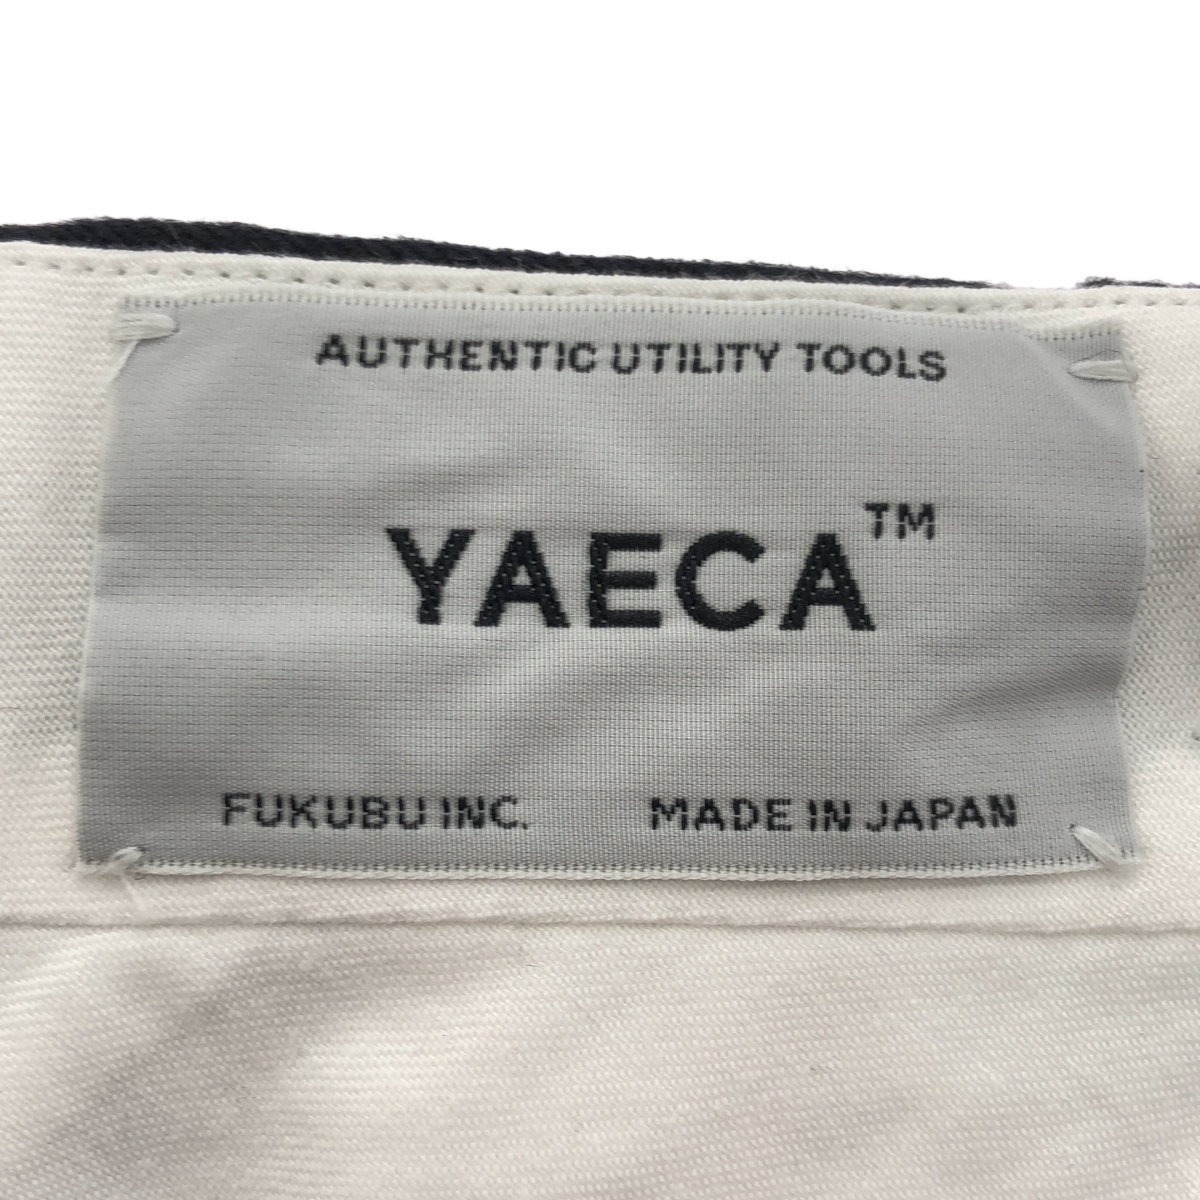 AUTHENTIC UTILITY TOOLS
YAECA™
FUKUBU INC. MADE IN JAPAN